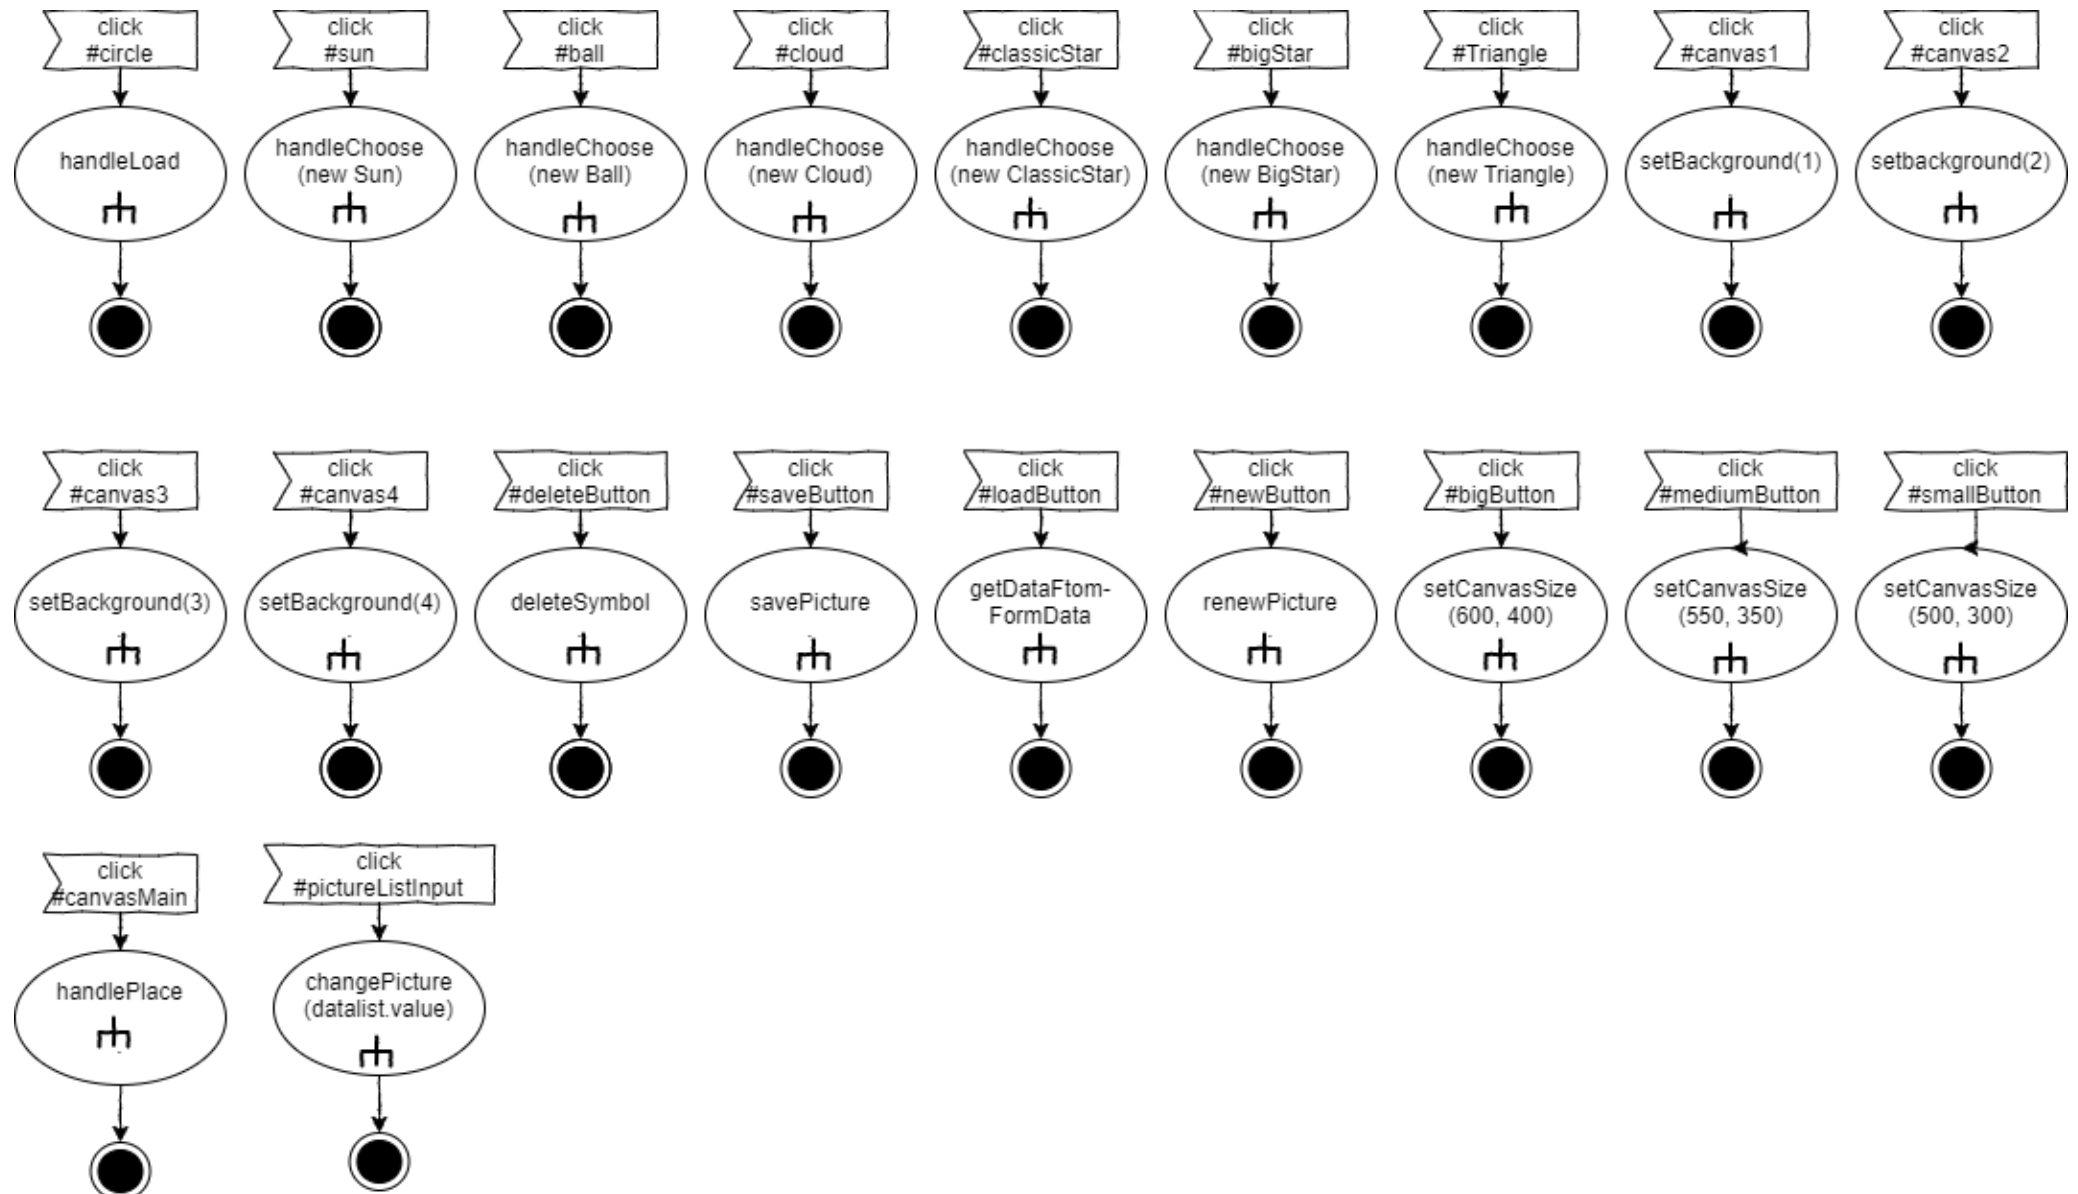 click
#circle
handleLoad
click
#sun
handleChoose
(new Sun)
click
#ball
handleChoose
(new Ball)
click
#cloud
handleChoose
(new Cloud)
click
#classicStar
handleChoose
(new ClassicStar)
click
#bigStar
handleChoose
(new BigStar)
click
#Triangle
handleChoose
(new Triangle)
click
#canvas1
setBackground(1)
click
#canvas2
setbackground(2)
click
#canvas3
setBackground(3)
click
#canvas4
setBackground(4)
click
#deleteButton
deleteSymbol
click
#saveButton
savePicture
click
#loadButton
getDataFtom-
FormData
click
#newButton
renewPicture
click
#bigButton
setCanvasSize
(600, 400)
click
#mediumButton
setCanvasSize
(550, 350)
click
#smallButton
setCanvasSize
(500, 300)
click
#canvasMain
handlePlace
click
#pictureListInput
changePicture
(datalist.value)